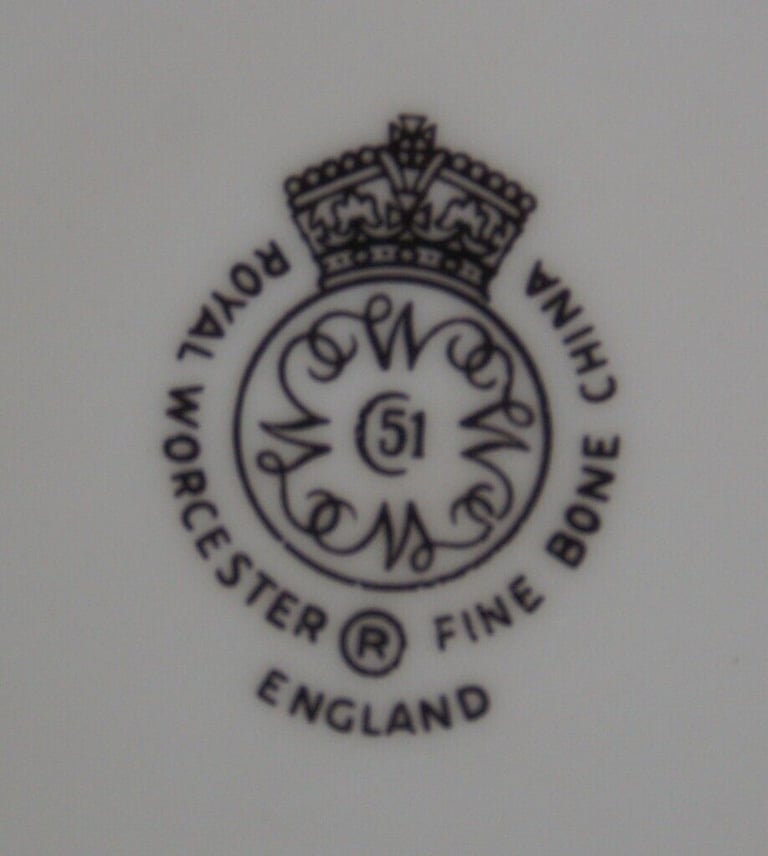 ROYAL WORCESTER ® FINE BONE CHINA
51
ENGLAND